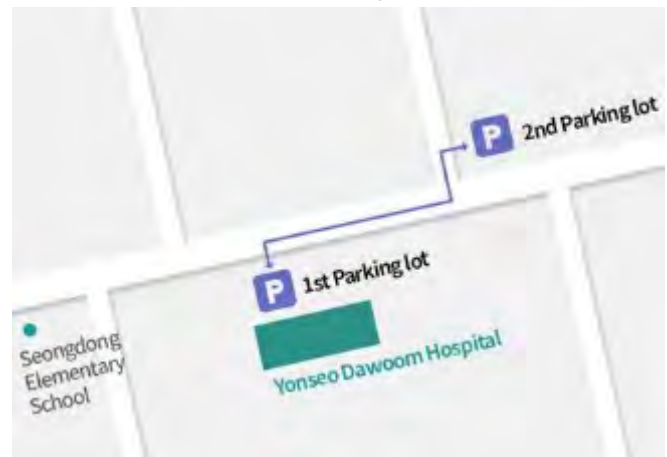 P 2nd Parking lot
P 1st Parking lot
Seongdong
Elementary
School
Yonseo Dawoom Hospital